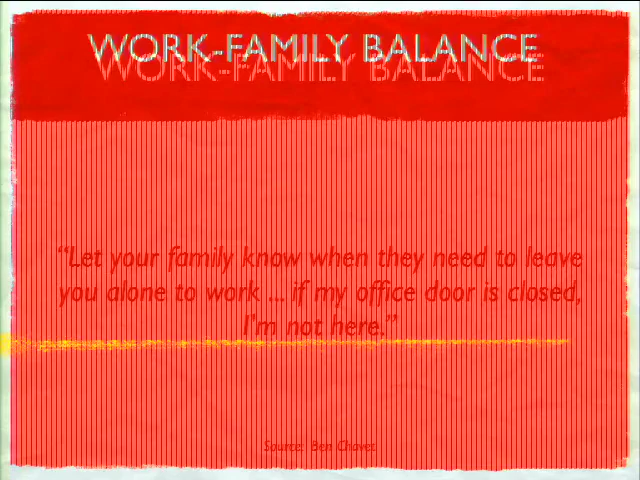 WORK-FAMILY BALANCE
“Let your family know when they need to leave
you alone to work ... if my office door is closed,
I'm not here.”
Source: Ben Chavet